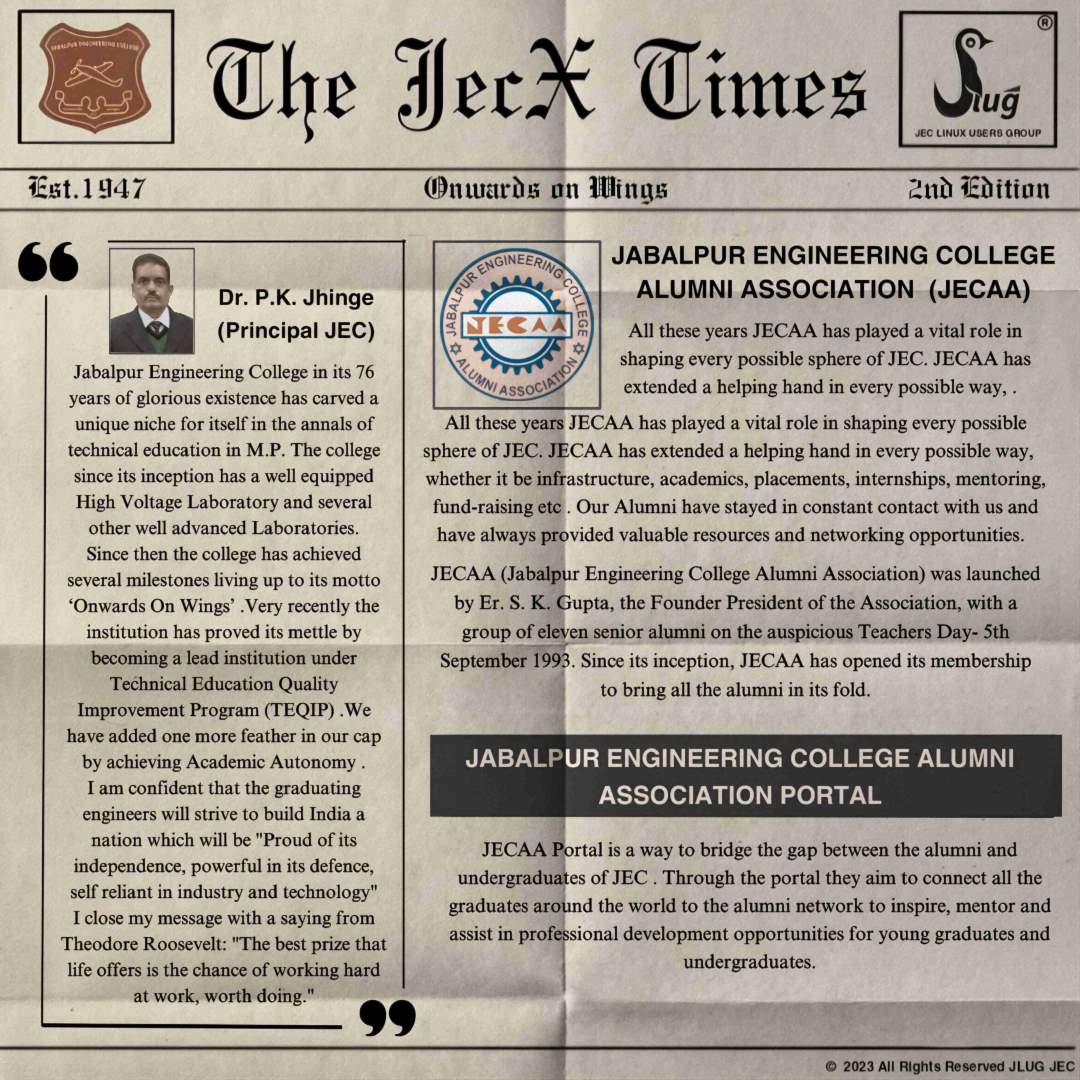 JABALPUR ENGINEERING COLLEGE
The JecX Times
®
Jlug
JEC LINUX USERS GROUP
Est.1947
Onwards on Wings
2nd Edition
Dr. P.K. Jhinge
(Principal JEC)
Jabalpur Engineering College in its 76
years of glorious existence has carved a
unique niche for itself in the annals of
technical education in M.P. The college
since its inception has a well equipped
High Voltage Laboratory and several
other well advanced Laboratories.
Since then the college has achieved
several milestones living up to its motto
‘Onwards On Wings’ .Very recently the
institution has proved its mettle by
becoming a lead institution under
Technical Education Quality
Improvement Program (TEQIP) .We
have added one more feather in our cap
by achieving Academic Autonomy .
I am confident that the graduating
engineers will strive to build India a
nation which will be "Proud of its
independence, powerful in its defence,
self reliant in industry and technology"
I close my message with a saying from
Theodore Roosevelt: "The best prize that
life offers is the chance of working hard
at work, worth doing."
JABALPUR ENGINEERING COLLEGE
JECAA
ALUMNI ASSOCIATION
JABALPUR ENGINEERING COLLEGE
ALUMNI ASSOCIATION (JECAA)
All these years JECAA has played a vital role in
shaping every possible sphere of JEC. JECAA has
extended a helping hand in every possible way, .
All these years JECAA has played a vital role in shaping every possible
sphere of JEC. JECAA has extended a helping hand in every possible way,
whether it be infrastructure, academics, placements, internships, mentoring,
fund-raising etc . Our Alumni have stayed in constant contact with us and
have always provided valuable resources and networking opportunities.
JECAA (Jabalpur Engineering College Alumni Association) was launched
by Er. S. K. Gupta, the Founder President of the Association, with a
group of eleven senior alumni on the auspicious Teachers Day- 5th
September 1993. Since its inception, JECAA has opened its membership
to bring all the alumni in its fold.
JABALPUR ENGINEERING COLLEGE ALUMNI
ASSOCIATION PORTAL
JECAA Portal is a way to bridge the gap between the alumni and
undergraduates of JEC . Through the portal they aim to connect all the
graduates around the world to the alumni network to inspire, mentor and
assist in professional development opportunities for young graduates and
undergraduates.
© 2023 All Rights Reserved JLUG JEC